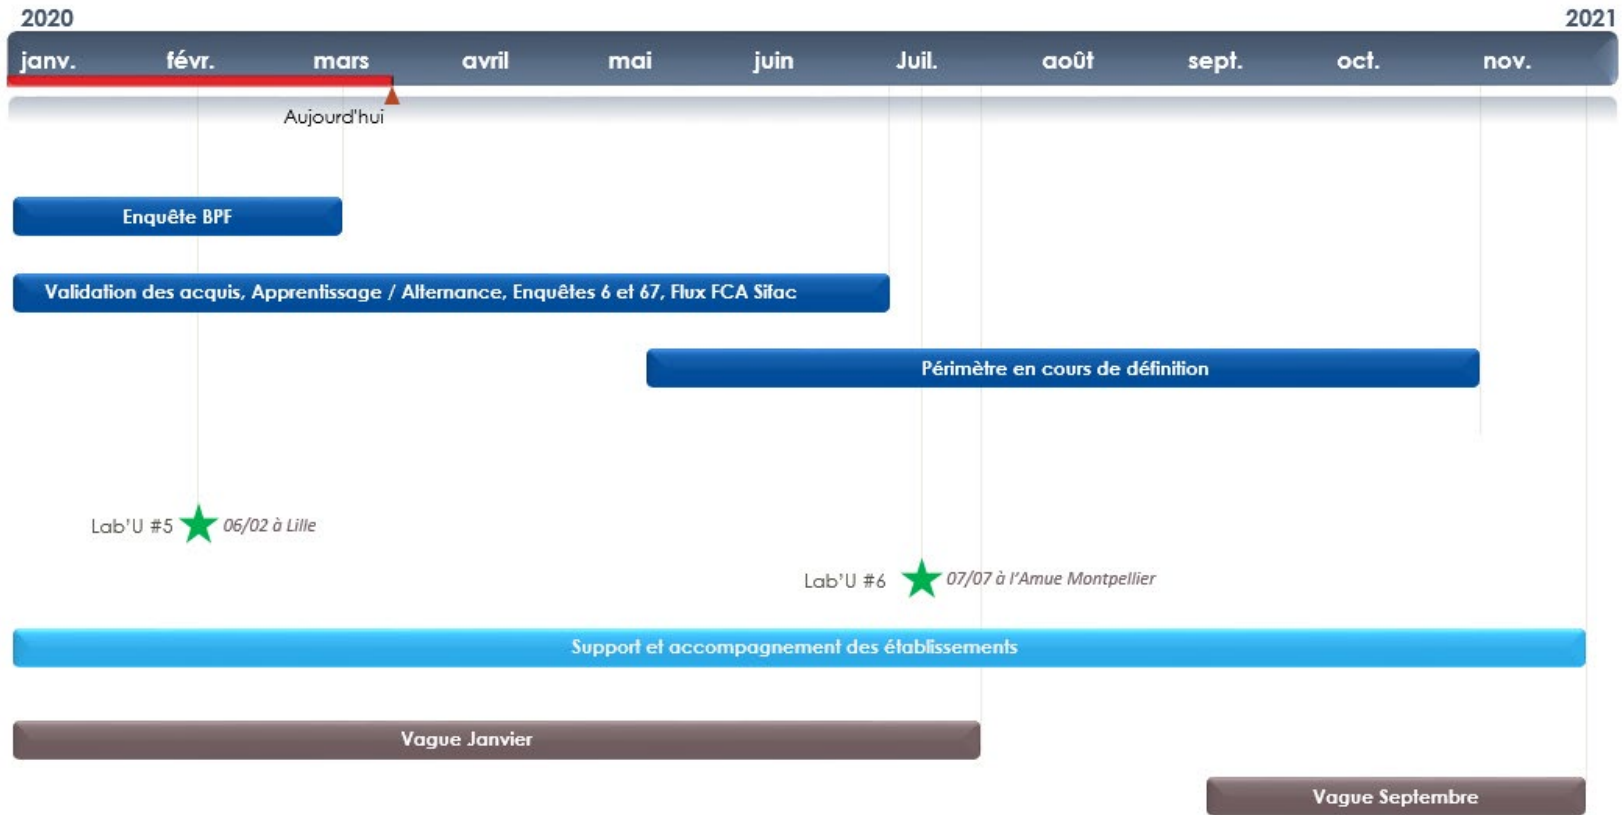 2020
2021
janv. févr. mars avril mai juin Juil. août sept. oct. nov.
Aujourd'hui
Enquête BPF
Validation des acquis, Apprentissage / Alternance, Enquêtes 6 et 67, Flux FCA Sifac
Périmètre en cours de définition
Lab'U #5 06/02 à Lille
Lab'U #6 07/07 à l'Amue Montpellier
Support et accompagnement des établissements
Vague Janvier
Vague Septembre